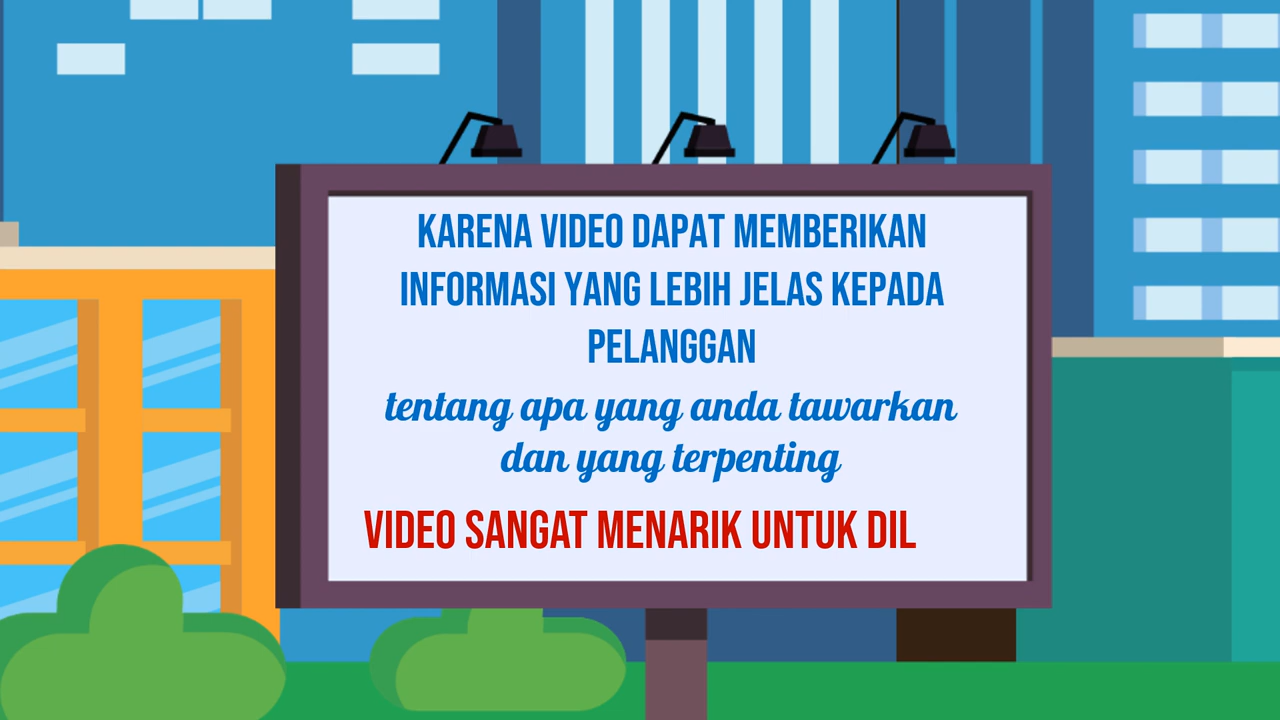 KARENA VIDEO DAPAT MEMBERIKAN
INFORMASI YANG LEBIH JELAS KEPADA
PELANGGAN
tentang apa yang anda tawarkan
dan yang terpenting
VIDEO SANGAT MENARIK UNTUK DIL